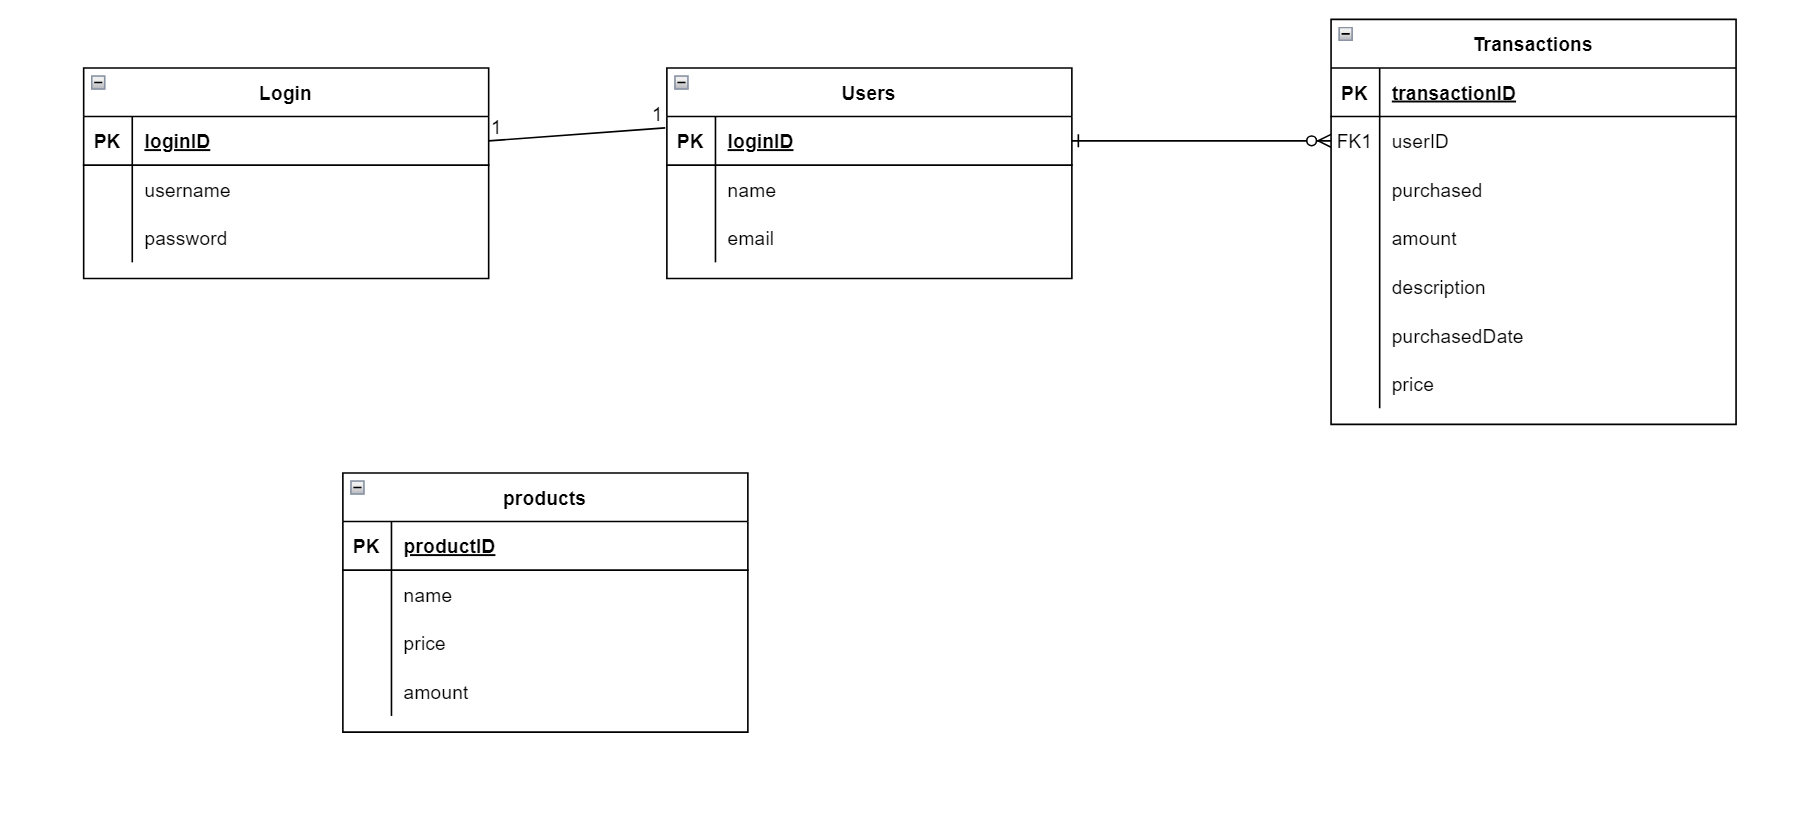 Login
PK loginID
username
password
1
1
Users
PK loginID
name
email
Transactions
PK transactionID
FK1 userID
purchased
amount
description
purchasedDate
price
products
PK productID
name
price
amount